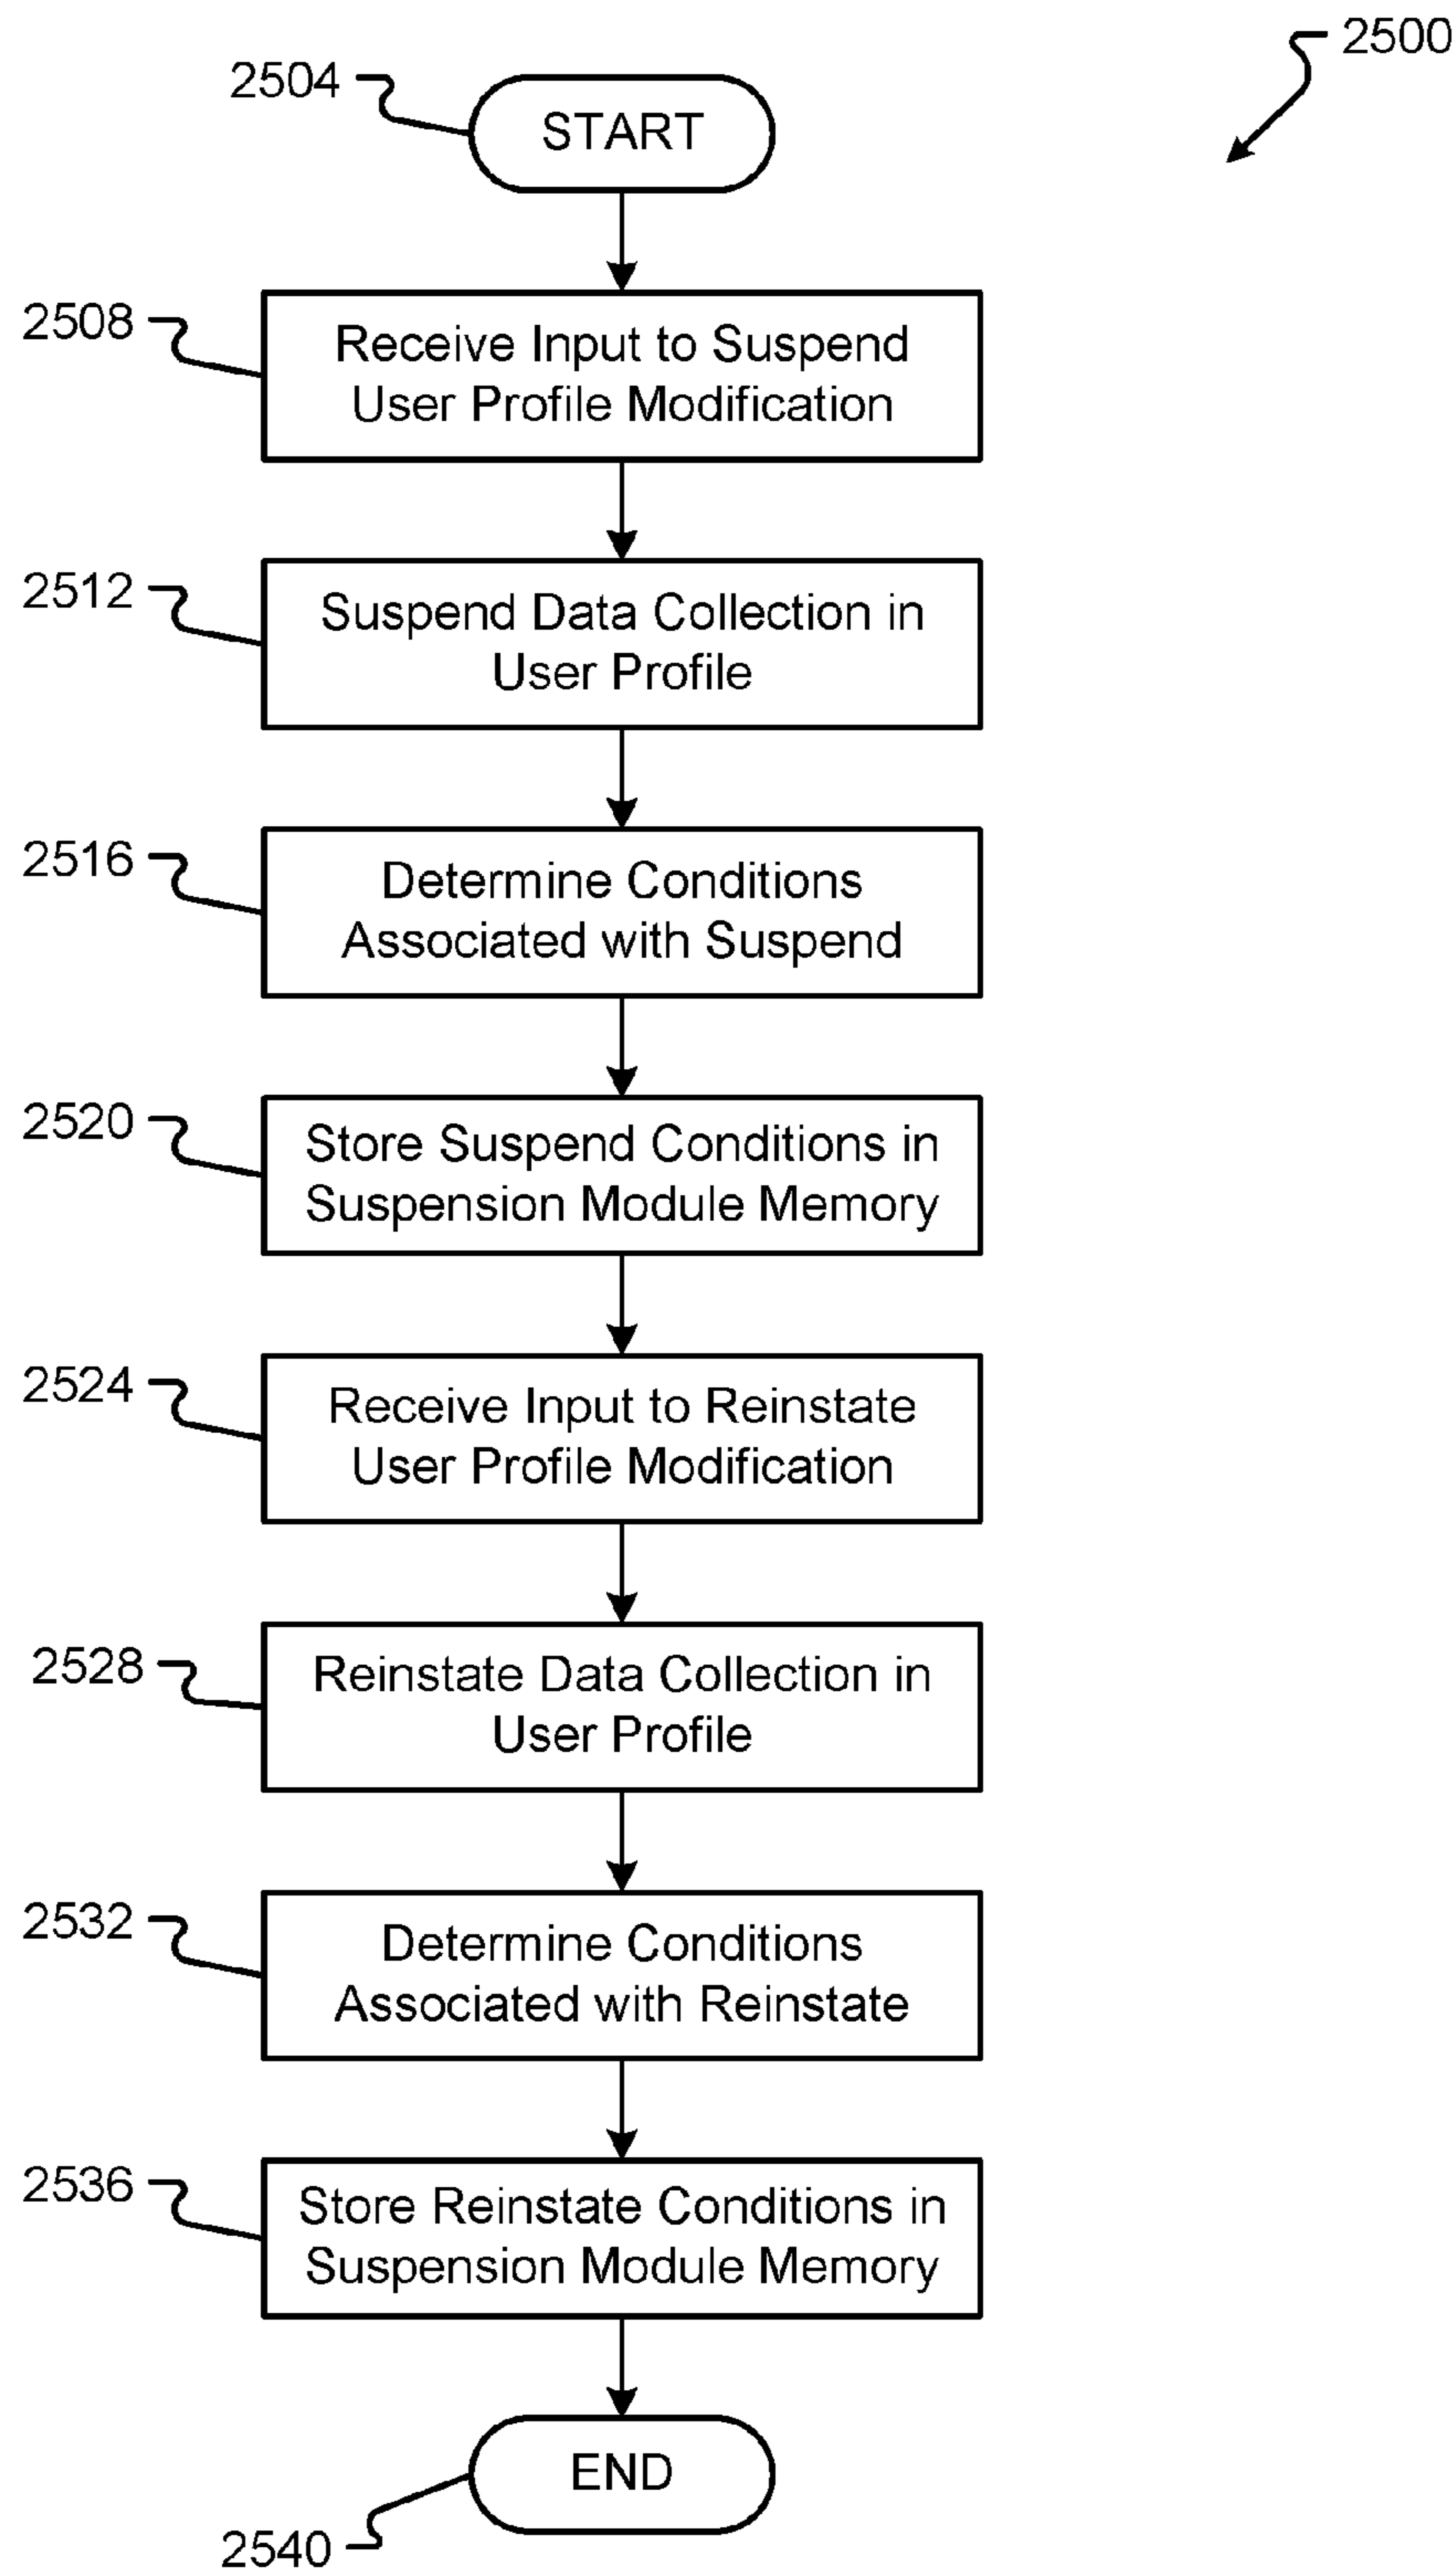 2500
2504
START
2508
Receive Input to Suspend
User Profile Modification
2512
Suspend Data Collection in
User Profile
2516
Determine Conditions
Associated with Suspend
2520
Store Suspend Conditions in
Suspension Module Memory
2524
Receive Input to Reinstate
User Profile Modification
2528
Reinstate Data Collection in
User Profile
2532
Determine Conditions
Associated with Reinstate
2536
Store Reinstate Conditions in
Suspension Module Memory
END
2540